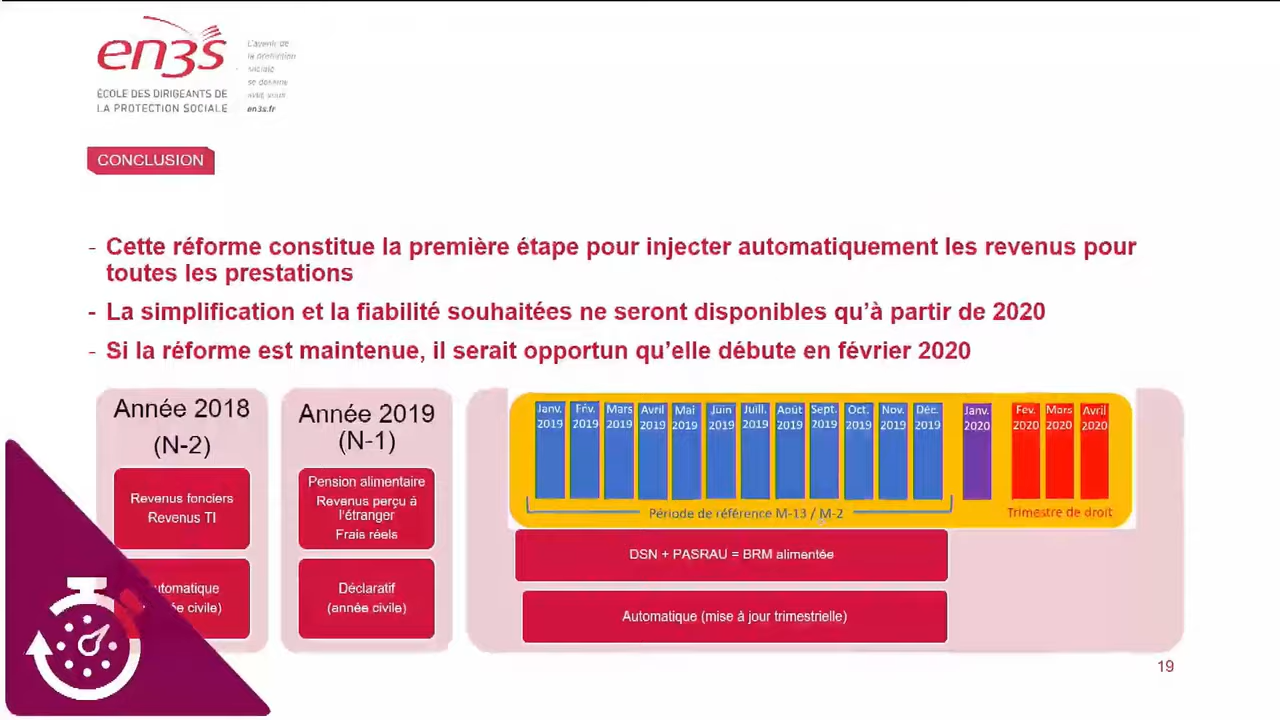 en3s
ÉCOLE DES DIRIGEANTS DE
LA PROTECTION SOCIALE
L'avenir de
la protection
sociale
se dessine
avec vous
en3s.fr
CONCLUSION
- Cette réforme constitue la première étape pour injecter automatiquement les revenus pour
toutes les prestations
- La simplification et la fiabilité souhaitées ne seront disponibles qu'à partir de 2020
- Si la réforme est maintenue, il serait opportun qu'elle débute en février 2020
Année 2018
(N-2)
Revenus fonciers
Revenus TI
utomatique
e civile)
Année 2019
(N-1)
Pension alimentaire
Revenus perçu à
l'étranger
Frais réels
Déclaratif
(année civile)
Janv. Fév. Mars Avril Mai Juin Juill. Août Sept. Oct. Nov. Déc. Janv. Fev. Mars Avril
2019 2019 2019 2019 2019 2019 2019 2019 2019 2019 2019 2019 2020 2020 2020 2020
Période de référence M-13 / M-2
Trimestre de droit
DSN + PASRAU = BRM alimentée
Automatique (mise à jour trimestrielle)
19